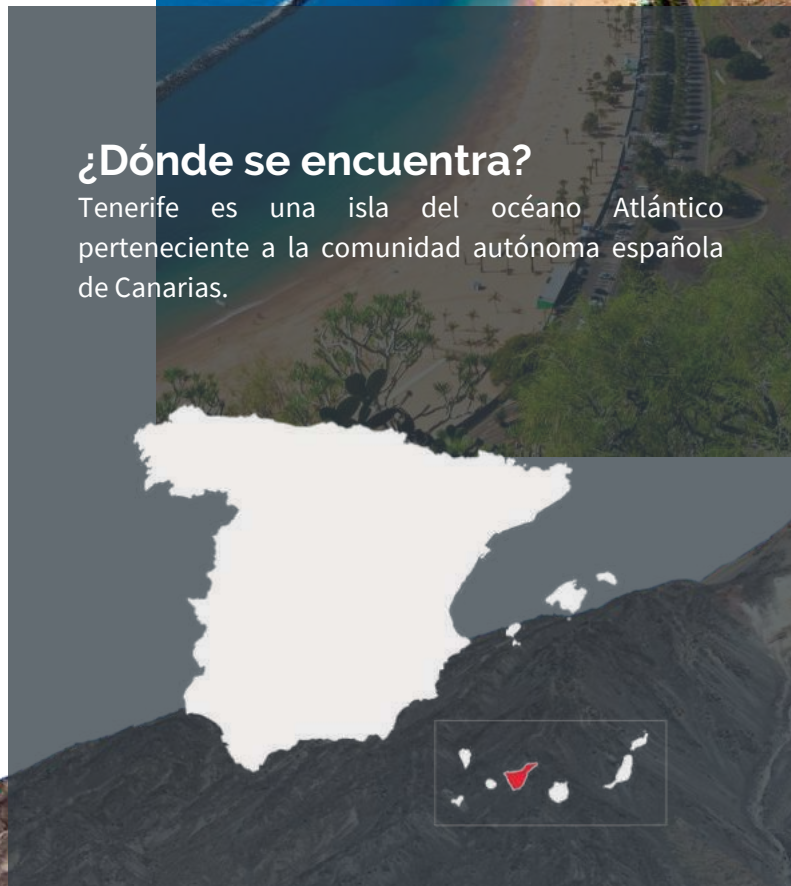 ¿Dónde se encuentra?
Tenerife es una isla del océano Atlántico
perteneciente a la comunidad autónoma española
de Canarias.